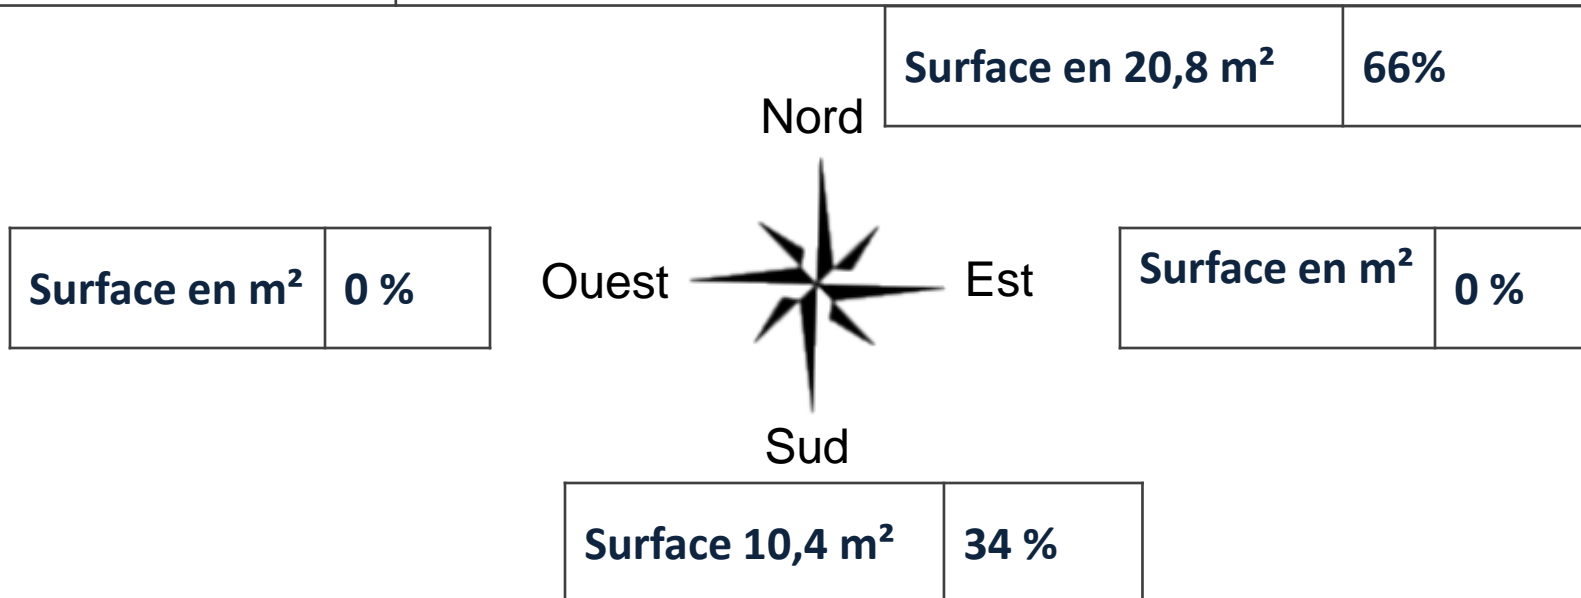 Surface en 20,8 m² 66%
Nord
Surface en m² 0 %
Ouest
Est
Surface en m² 0 %
Sud
Surface 10,4 m² 34 %